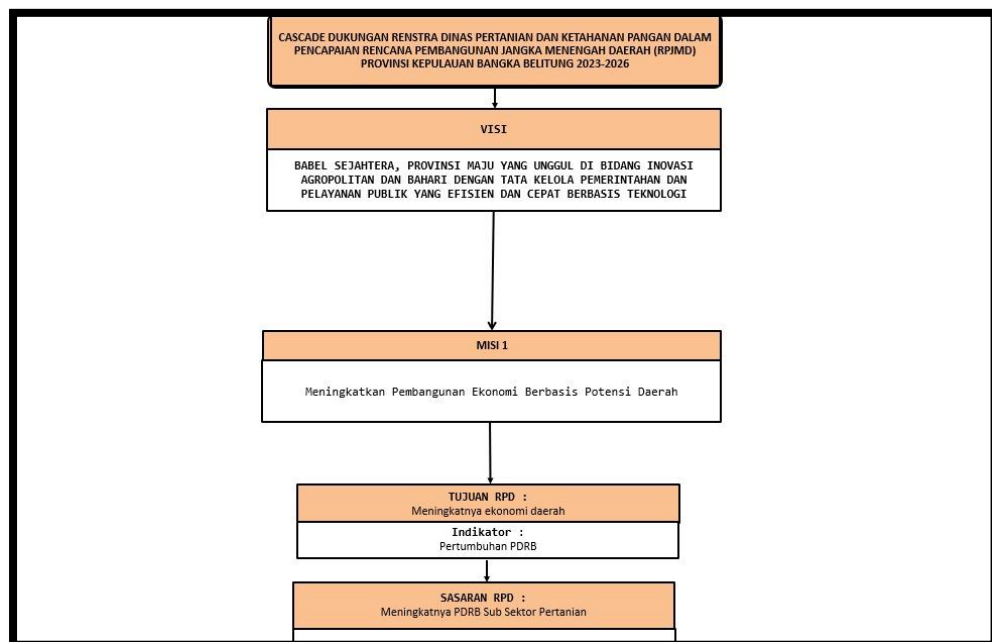 CASCADE DUKUNGAN RENSTRA DINAS PERTANIAN DAN KETAHANAN PANGAN DALAM
PENCAPAIAN RENCANA PEMBANGUNAN JANGKA MENENGAH DAERAH (RPJMD)
PROVINSI KEPULAUAN BANGKA BELITUNG 2023-2026
VISI
BABEL SEJAHTERA, PROVINSI MAJU YANG UNGGUL DI BIDANG INOVASI
AGROPOLITAN DAN BAHARI DENGAN TATA KELOLA PEMERINTAHAN DAN
PELAYANAN PUBLIK YANG EFISIEN DAN CEPAT BERBASIS TEKNOLOGI
MISI 1
Meningkatkan Pembangunan Ekonomi Berbasis Potensi Daerah
TUJUAN RPD :
Meningkatnya ekonomi daerah
Indikator :
Pertumbuhan PDRB
SASARAN RPD :
Meningkatnya PDRB Sub Sektor Pertanian